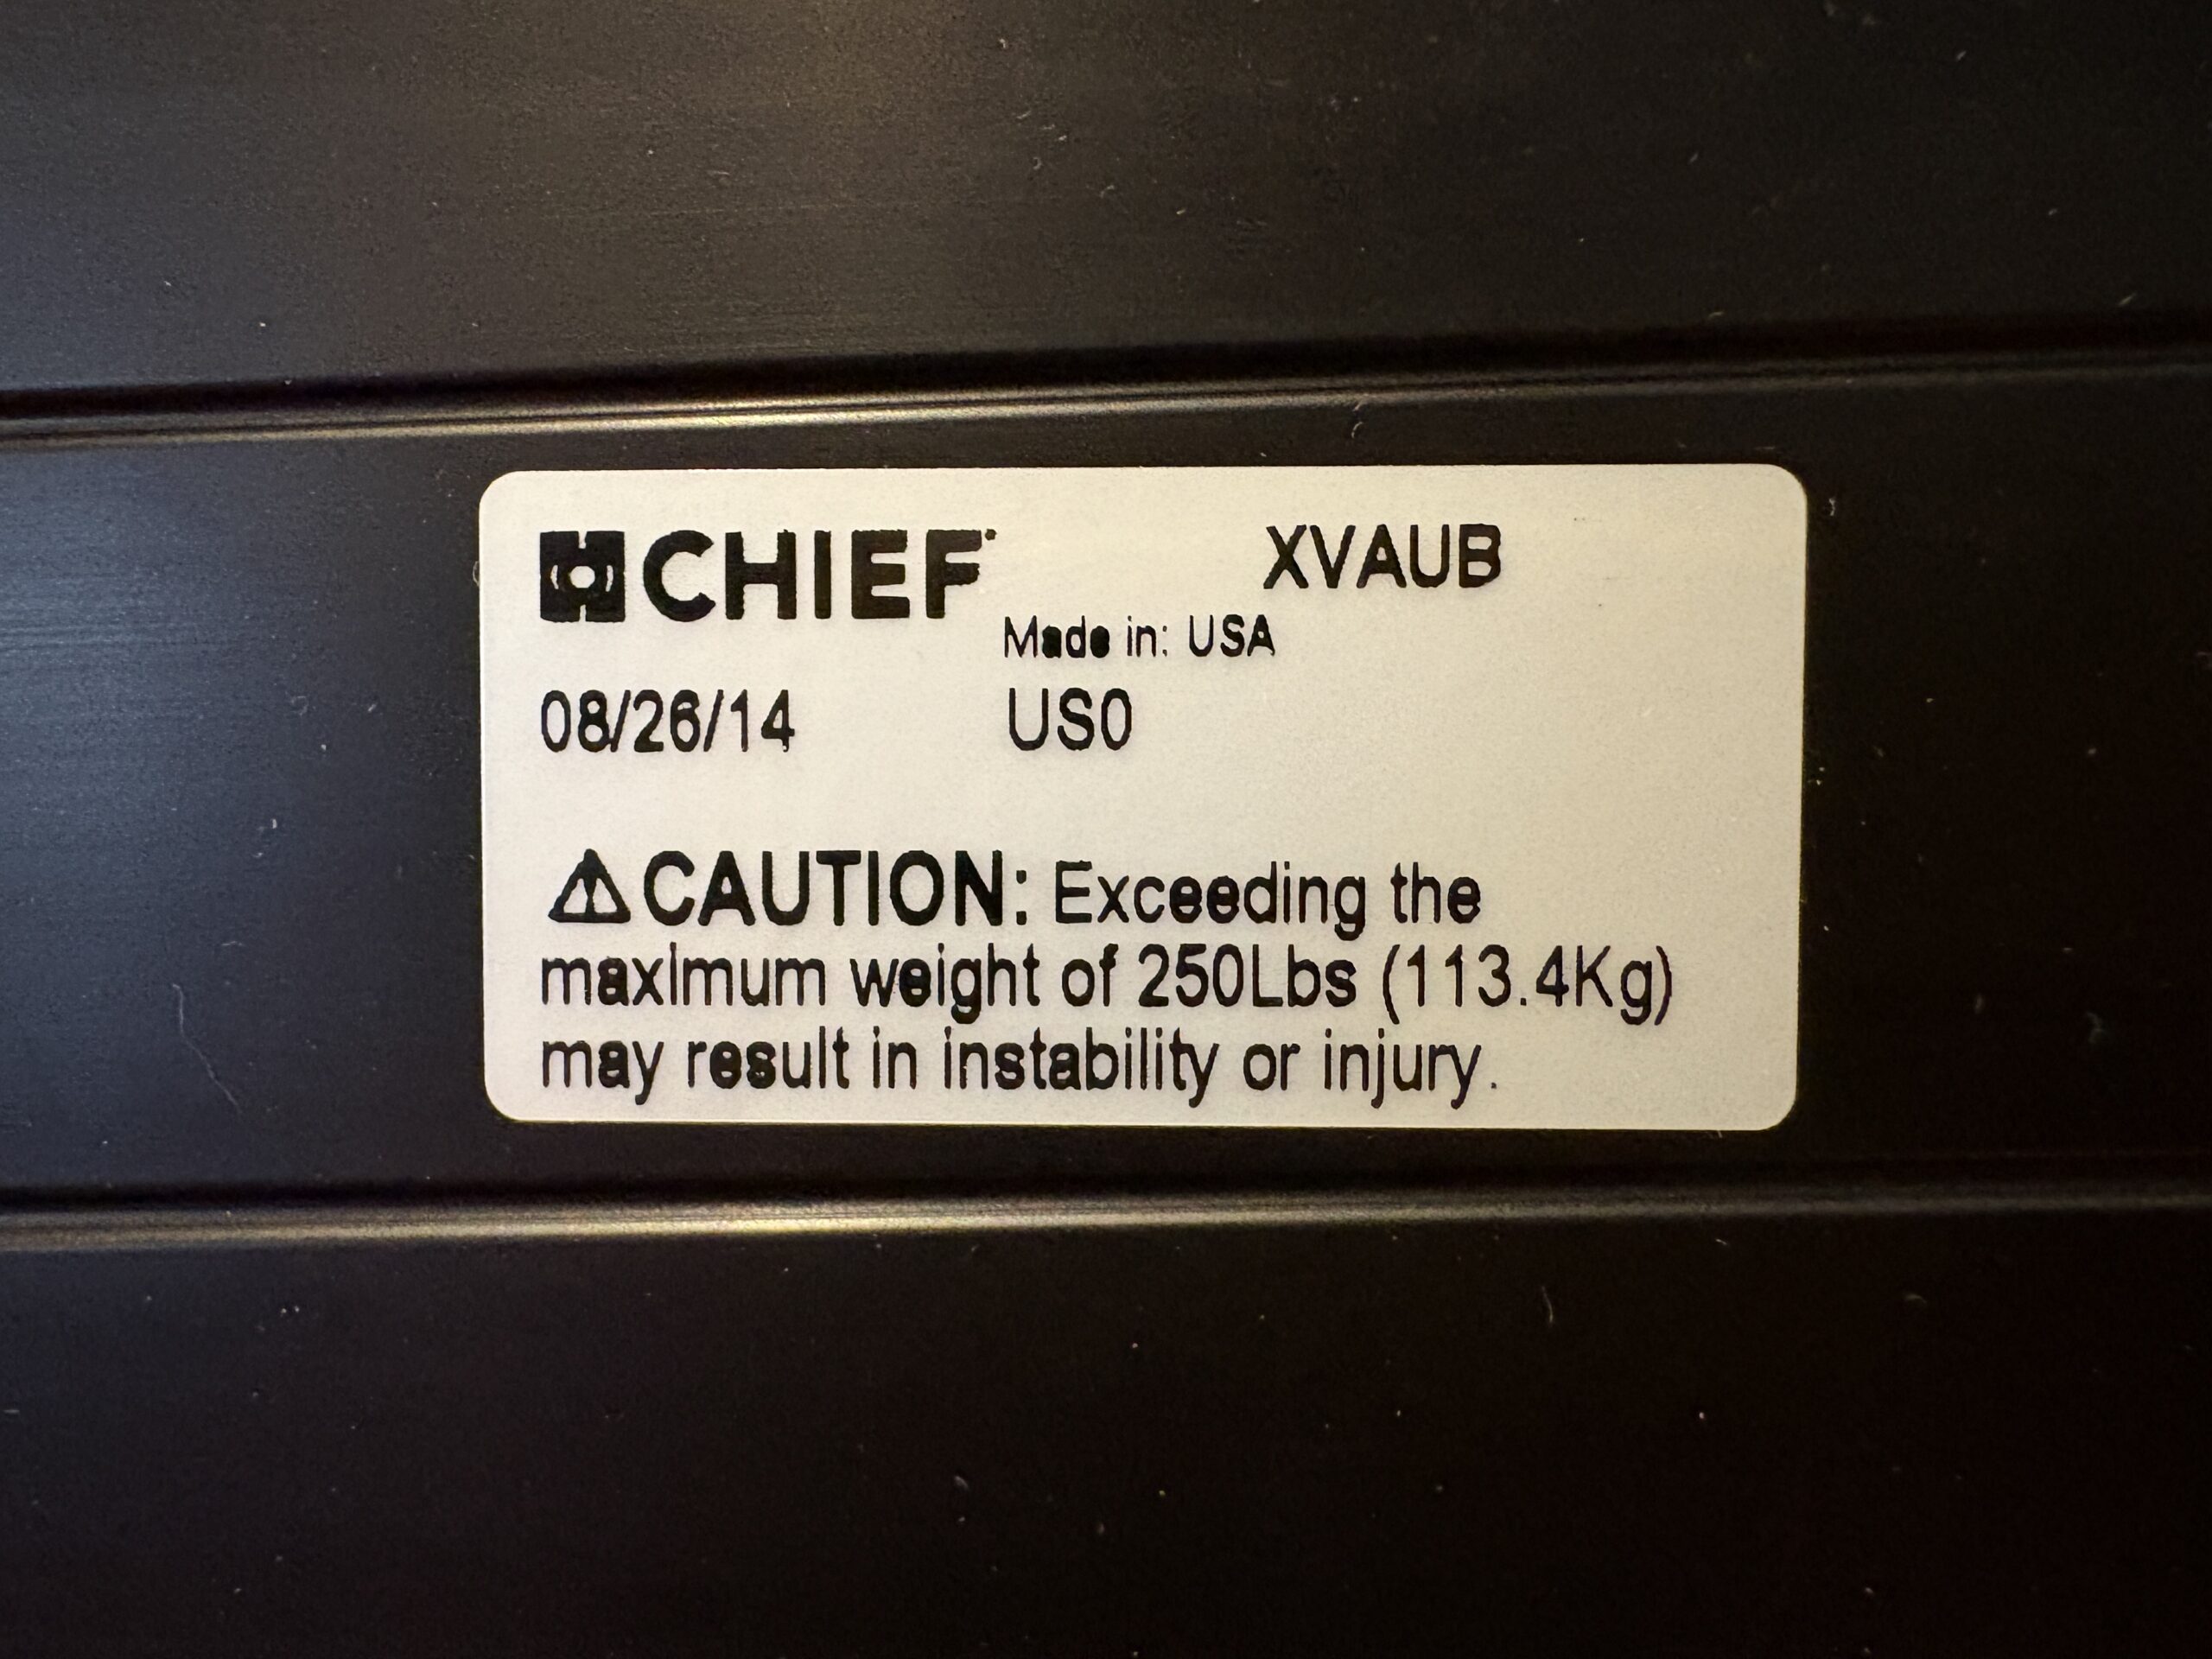 CHIEF XVAUB
Made in: USA
08/26/14 US0
⚠CAUTION: Exceeding the
maximum weight of 250Lbs (113.4Kg)
may result in instability or injury.